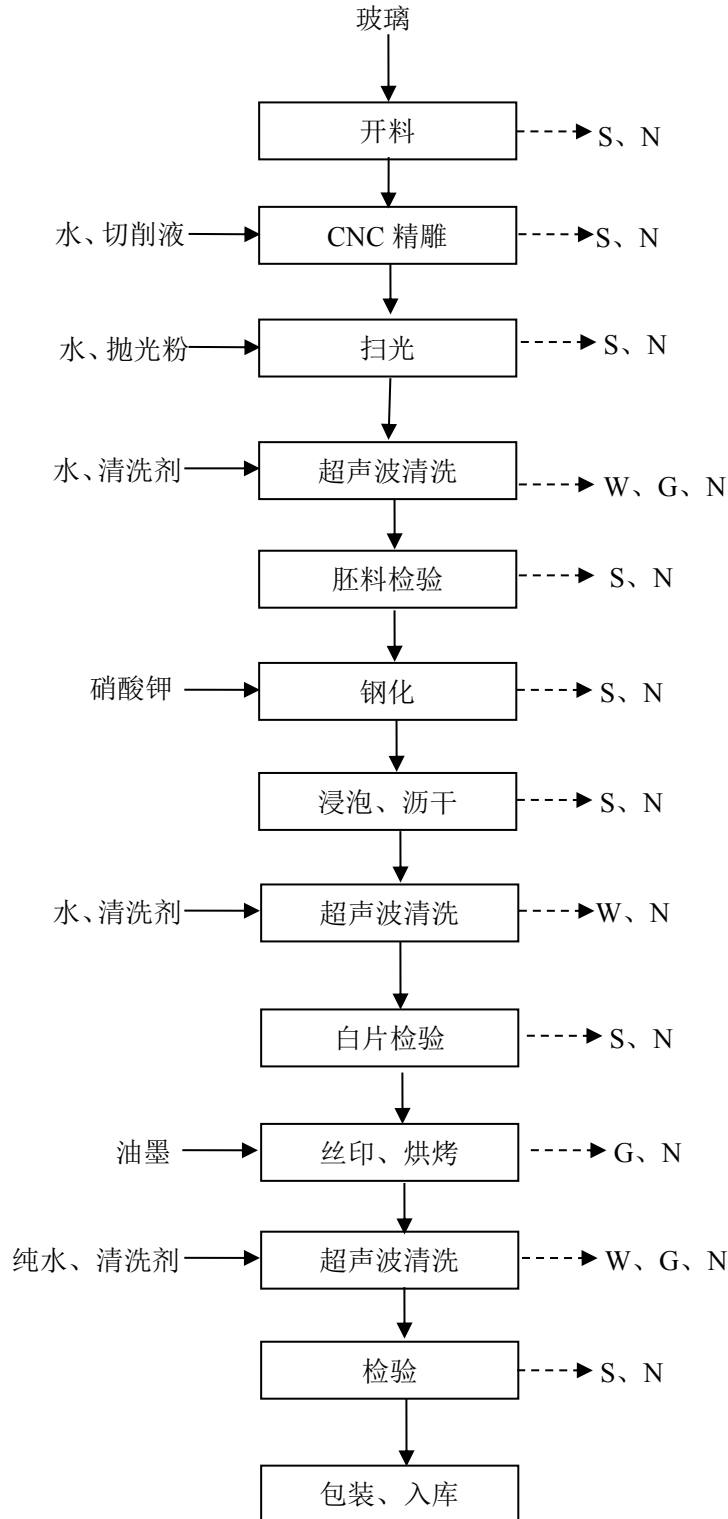 玻璃
开料
S、N
水、切削液
CNC 精雕
S、N
水、抛光粉
扫光
S、N
水、清洗剂
超声波清洗
W、G、N
胚料检验
S、N
硝酸钾
钢化
S、N
浸泡、沥干
S、N
水、清洗剂
超声波清洗
W、N
白片检验
S、N
油墨
丝印、烘烤
G、N
纯水、清洗剂
超声波清洗
W、G、N
检验
S、N
包装、入库